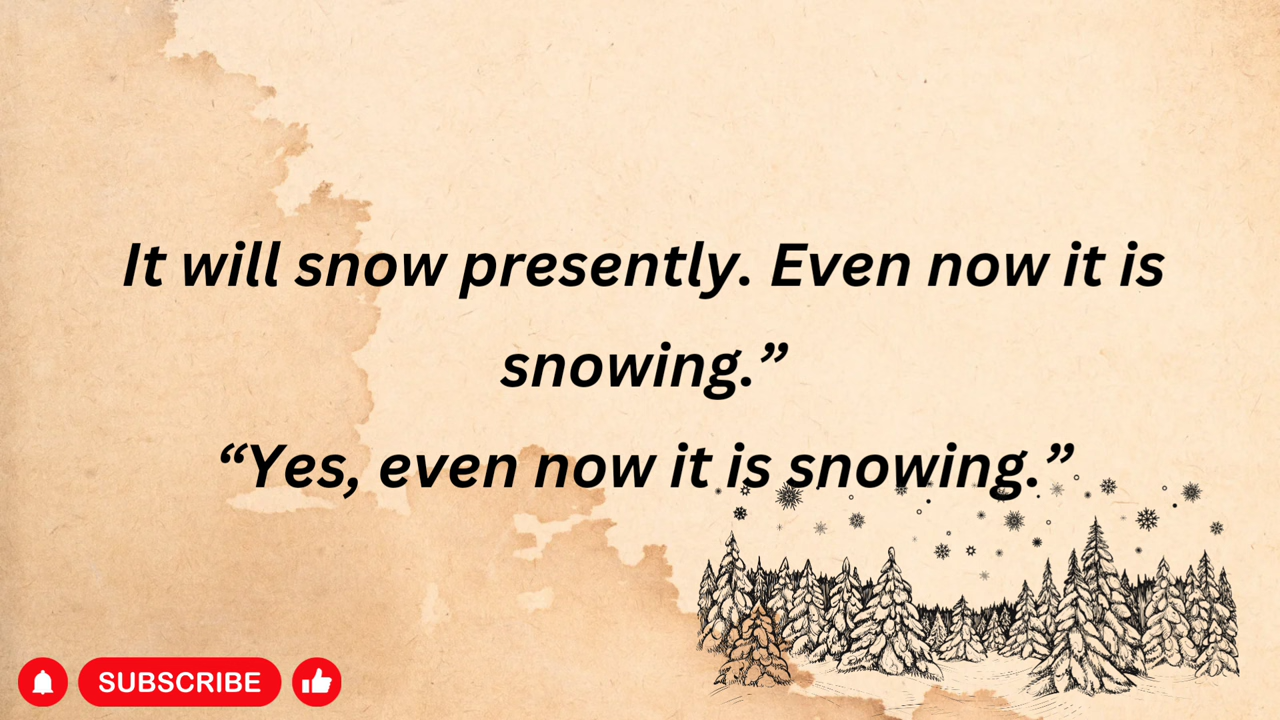 It will snow presently. Even now it is
snowing.”
“Yes, even now it is snowing.”
SUBSCRIBE